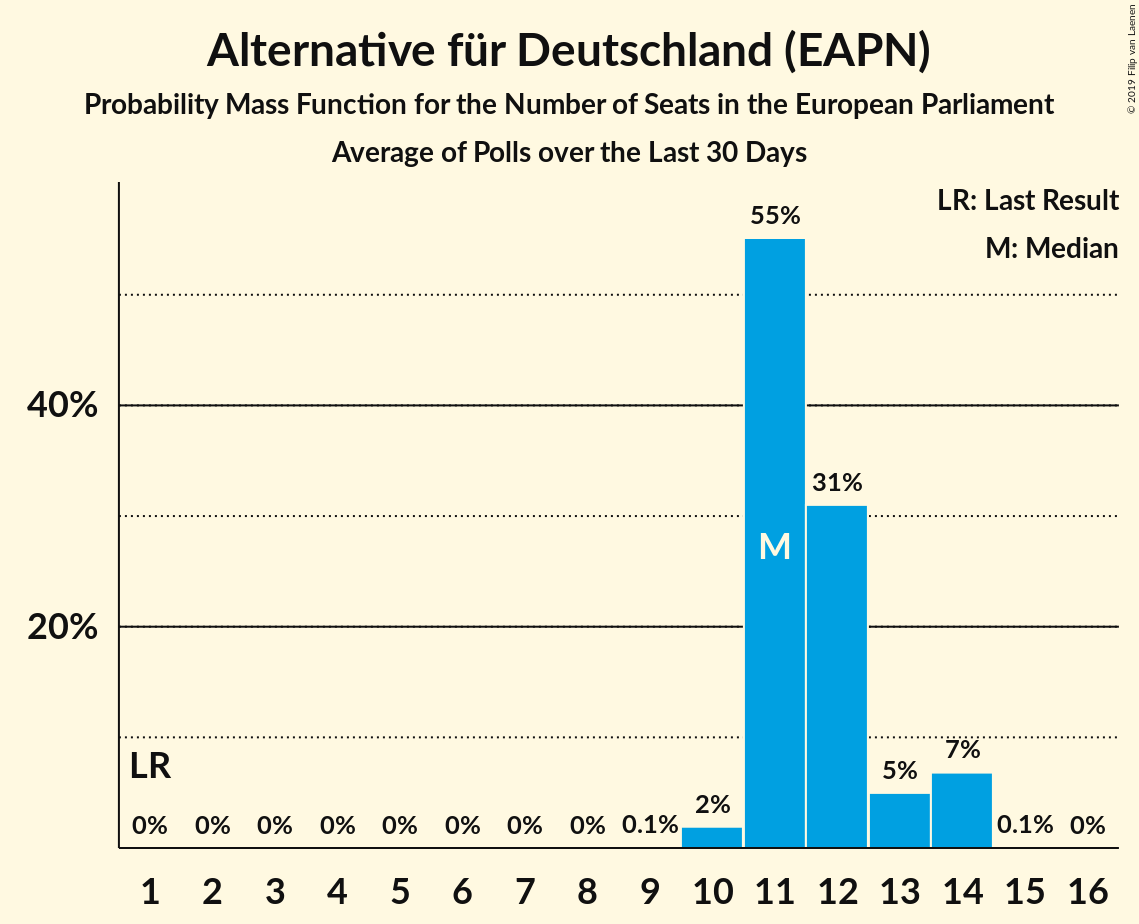 Alternative für Deutschland (EAPN)
Probability Mass Function for the Number of Seats in the European Parliament
Average of Polls over the Last 30 Days
© 2019 Filip van Laenen
LR: Last Result
M: Median
55%
40%
31%
M
20%
LR
0% 0% 0% 0% 0% 0% 0% 0% 0.1% 2% 5% 7% 0.1% 0%
1 2 3 4 5 6 7 8 9 10 11 12 13 14 15 16